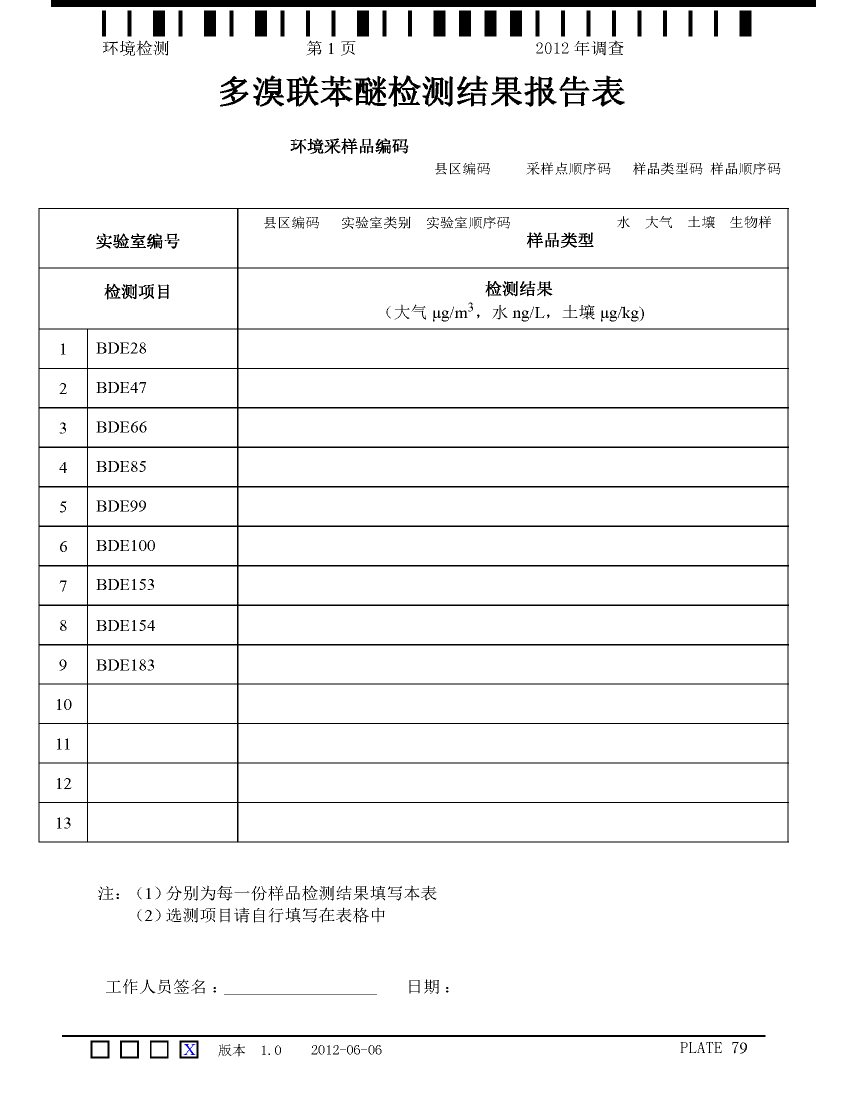 环境检测 第 1 页 2012 年调查
多溴联苯醚检测结果报告表
环境采样品编码
县区编码 采样点顺序码 样品类型码 样品顺序码
县区编码 实验室类别 实验室顺序码 水 大气 土壤 生物样
实验室编号 样品类型
检测项目 检测结果
（大气 μg/m³，水 ng/L，土壤 μg/kg)
1 BDE28
2 BDE47
3 BDE66
4 BDE85
5 BDE99
6 BDE100
7 BDE153
8 BDE154
9 BDE183
10
11
12
13
注：（1）分别为每一份样品检测结果填写本表
（2）选测项目请自行填写在表格中
工作人员签名：__________________ 日期：
X 版本 1.0 2012-06-06 PLATE 79